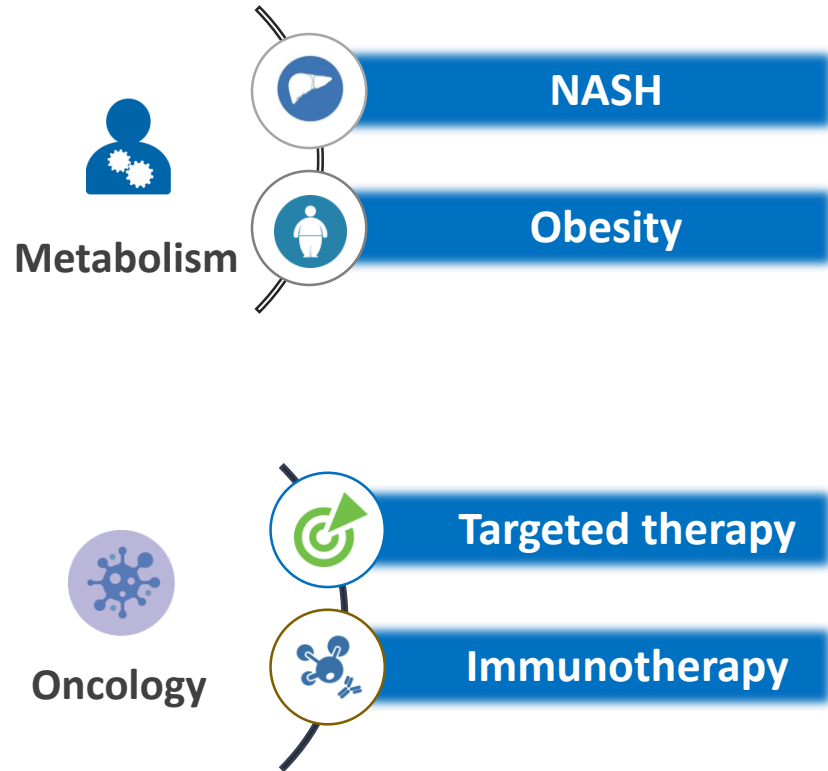 NASH
Obesity
Metabolism
Targeted therapy
Immunotherapy
Oncology